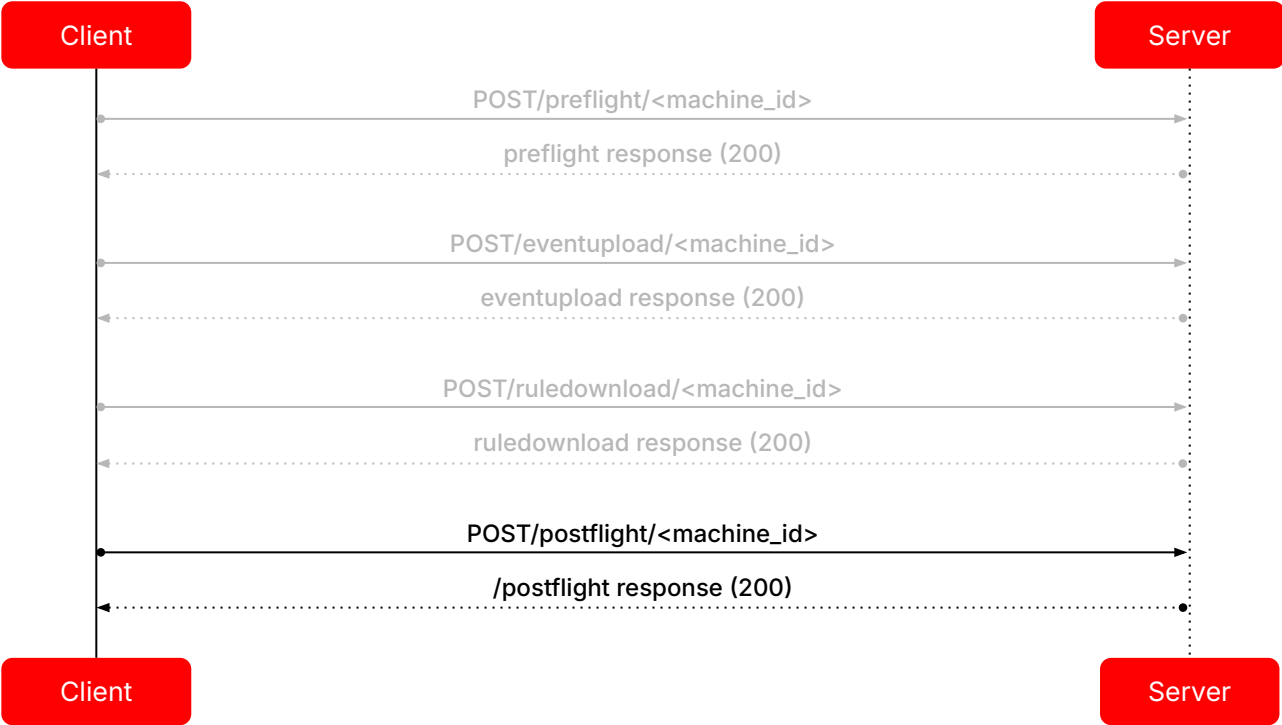 Client
Server
POST/preflight/<machine_id>
preflight response (200)
POST/eventupload/<machine_id>
eventupload response (200)
POST/ruledownload/<machine_id>
ruledownload response (200)
POST/postflight/<machine_id>
/postflight response (200)
Client
Server